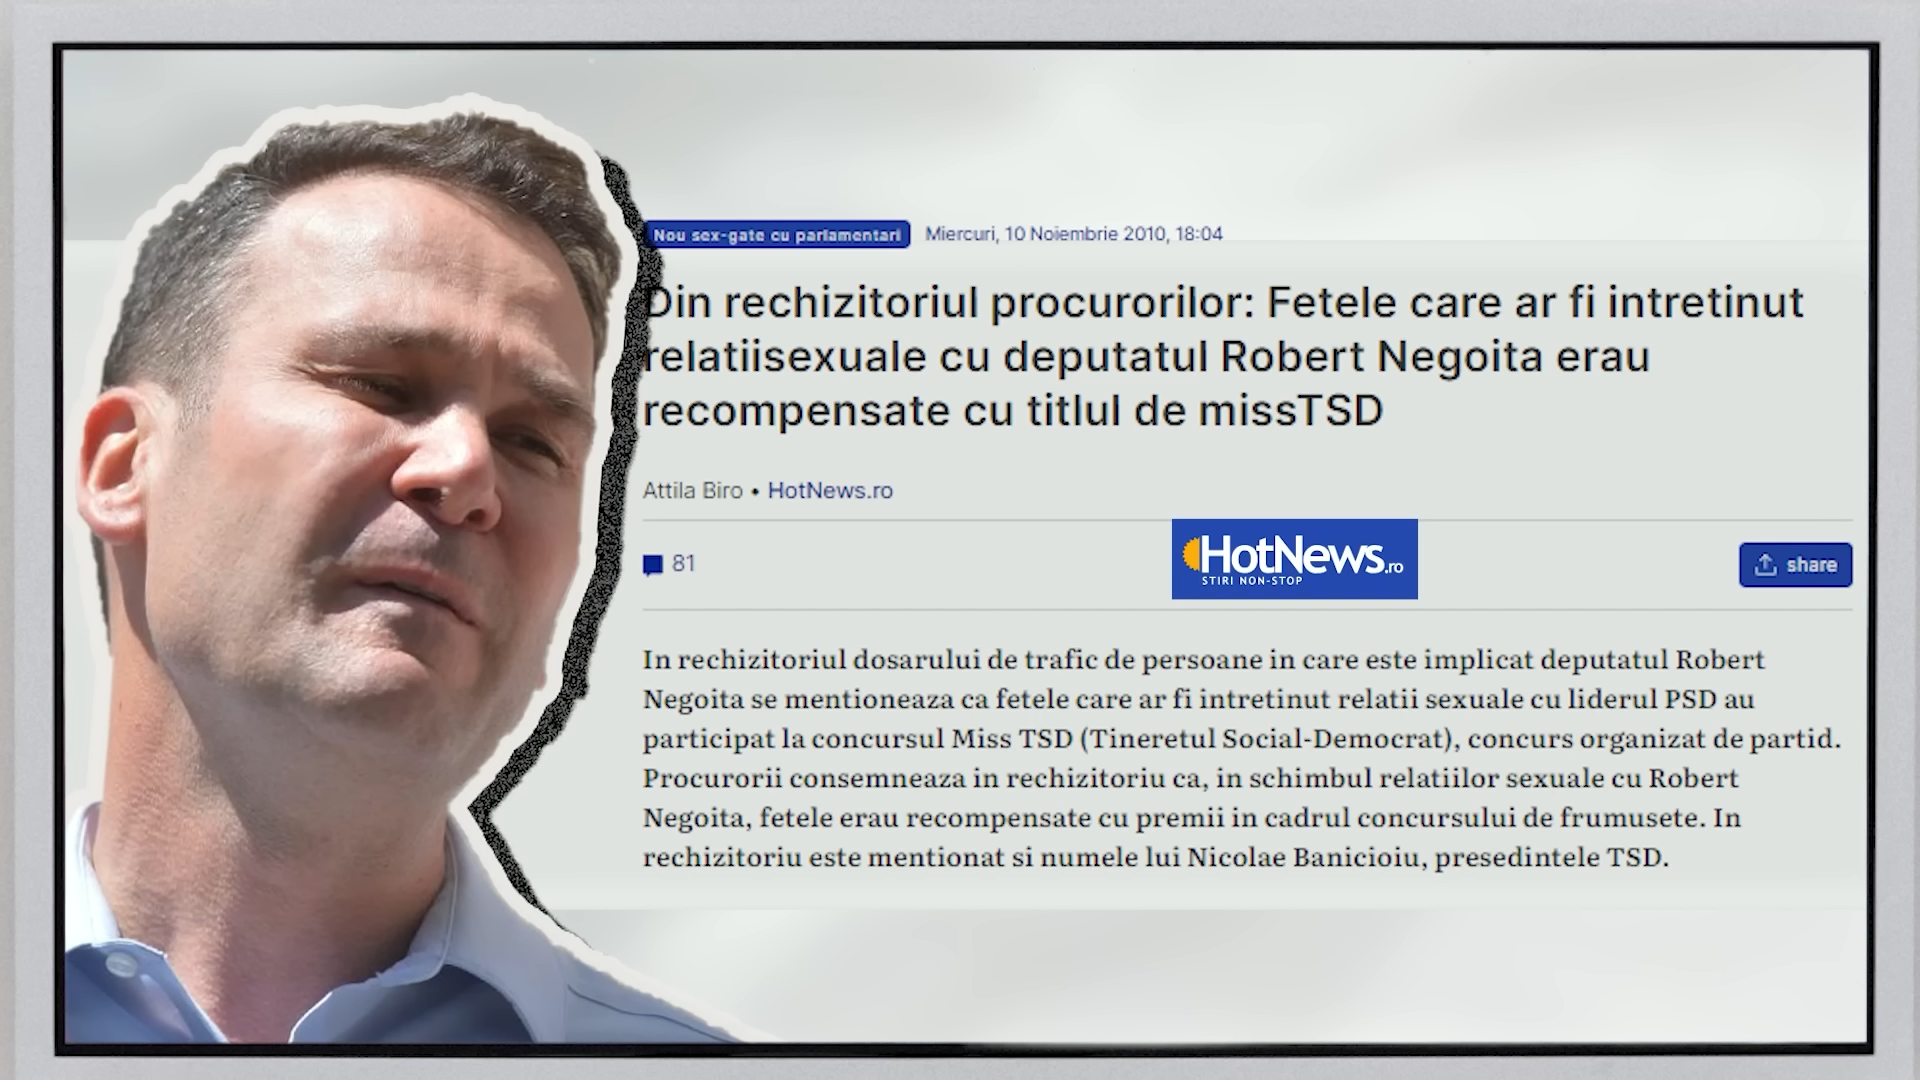 Nou sex-gate cu parlamentari Miercuri, 10 Noiembrie 2010, 18:04
Din rechizitoriul procurorilor: Fetele care ar fi intretinut
relatiisexuale cu deputatul Robert Negoita erau
recompensate cu titlul de missTSD
Attila Biro • HotNews.ro
81
HotNews.ro
STIRI NON-STOP
share
In rechizitoriul dosarului de trafic de persoane in care este implicat deputatul Robert
Negoita se mentioneaza ca fetele care ar fi intretinut relatii sexuale cu liderul PSD au
participat la concursul Miss TSD (Tineretul Social-Democrat), concurs organizat de partid.
Procurorii consemneaza in rechizitoriu ca, in schimbul relatiilor sexuale cu Robert
Negoita, fetele erau recompensate cu premii in cadrul concursului de frumusete. In
rechizitoriu este mentionat si numele lui Nicolae Banicioiu, presedintele TSD.